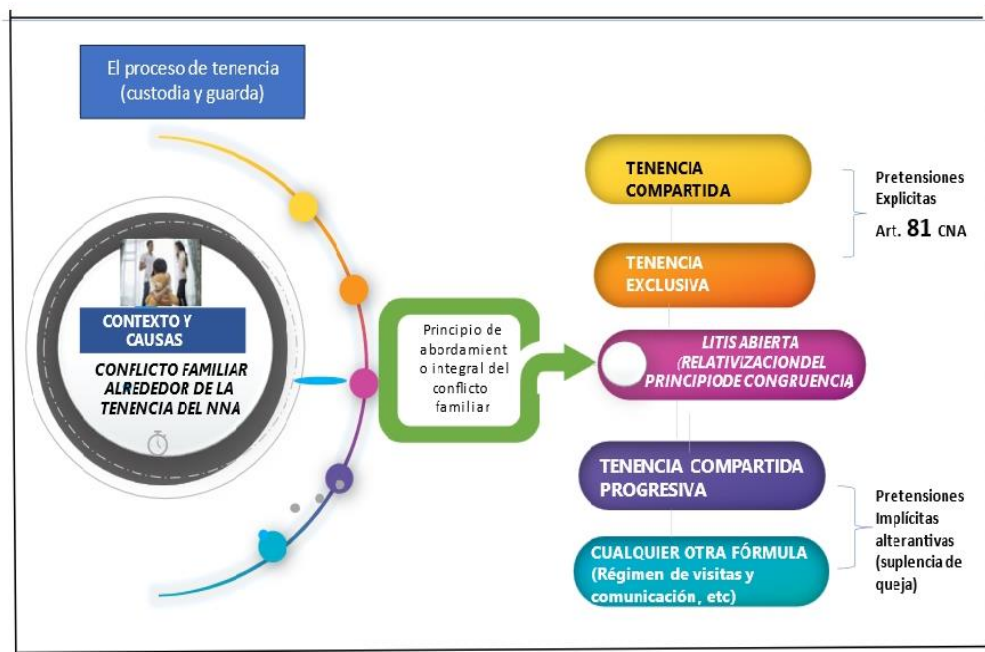 El proceso de tenencia
(custodia y guarda)
CONTEXTO Y
CAUSAS
CONFLICTO FAMILIAR
ALREDEDOR DE LA
TENENCIA DEL NNA
Principio de
abordamient
o integral del
conflicto
familiar
TENENCIA
COMPARTIDA
TENENCIA
EXCLUSIVA
LITIS ABIERTA
(RELATIVIZACIONDEL
PRINCIPIODE CONGRUENCIA
TENENCIA COMPARTIDA
PROGRESIVA
CUALQUIER OTRA FÓRMULA
(Régimen de visitas y
comunicación, etc)
Pretensiones
Explicitas
Art. 81 CNA
Pretensiones
Implícitas
alterantivas
(suplencia de
queja)